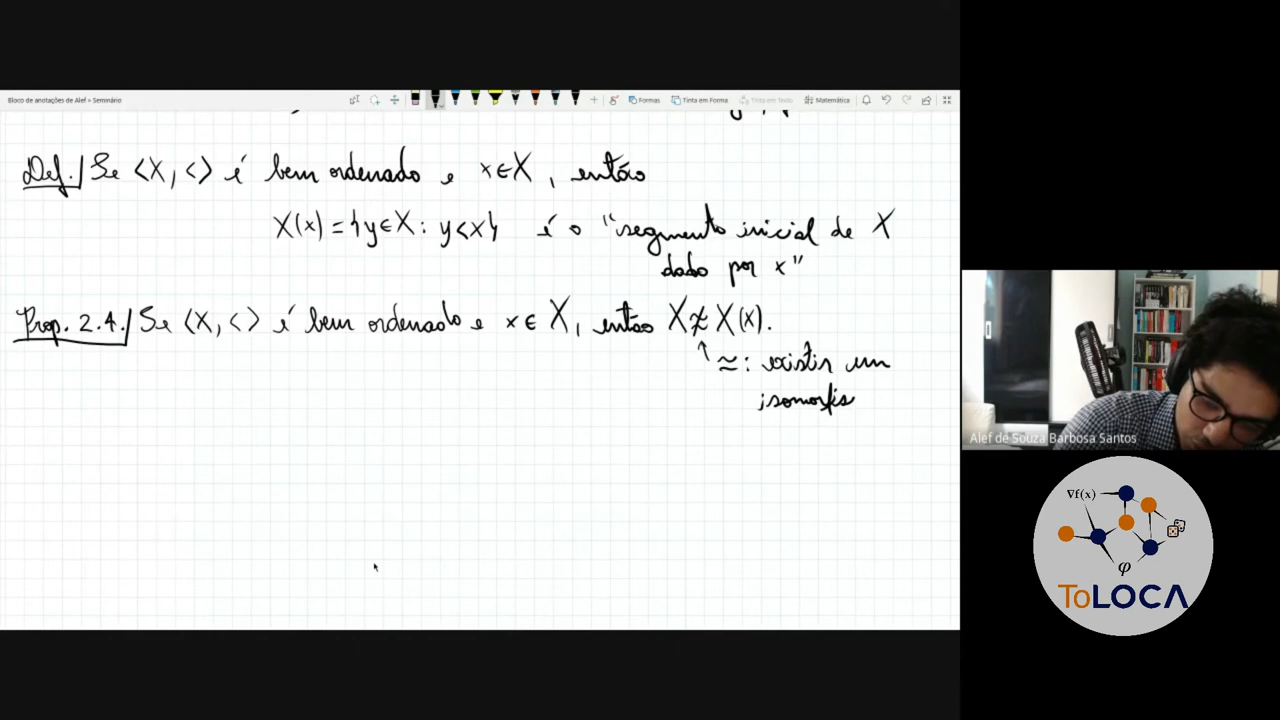 Bloco de anotações de Alef » Seminário
Formas
Tinta em Forma
Tinta em Texto
Matemática
Def./ Se <X, <> é bem ordenado e x∈X, então
X(x) = {y∈X: y<x} é o "segmento inicial de X
dado por x"
Prop. 2.4./ Se <X, <> é bem ordenado e x∈X, então X≄X(x).
↑ ≃: existir um
isomorfis
Alef de Souza Barbosa Santos
∇f(x)
φ
ToLOCA